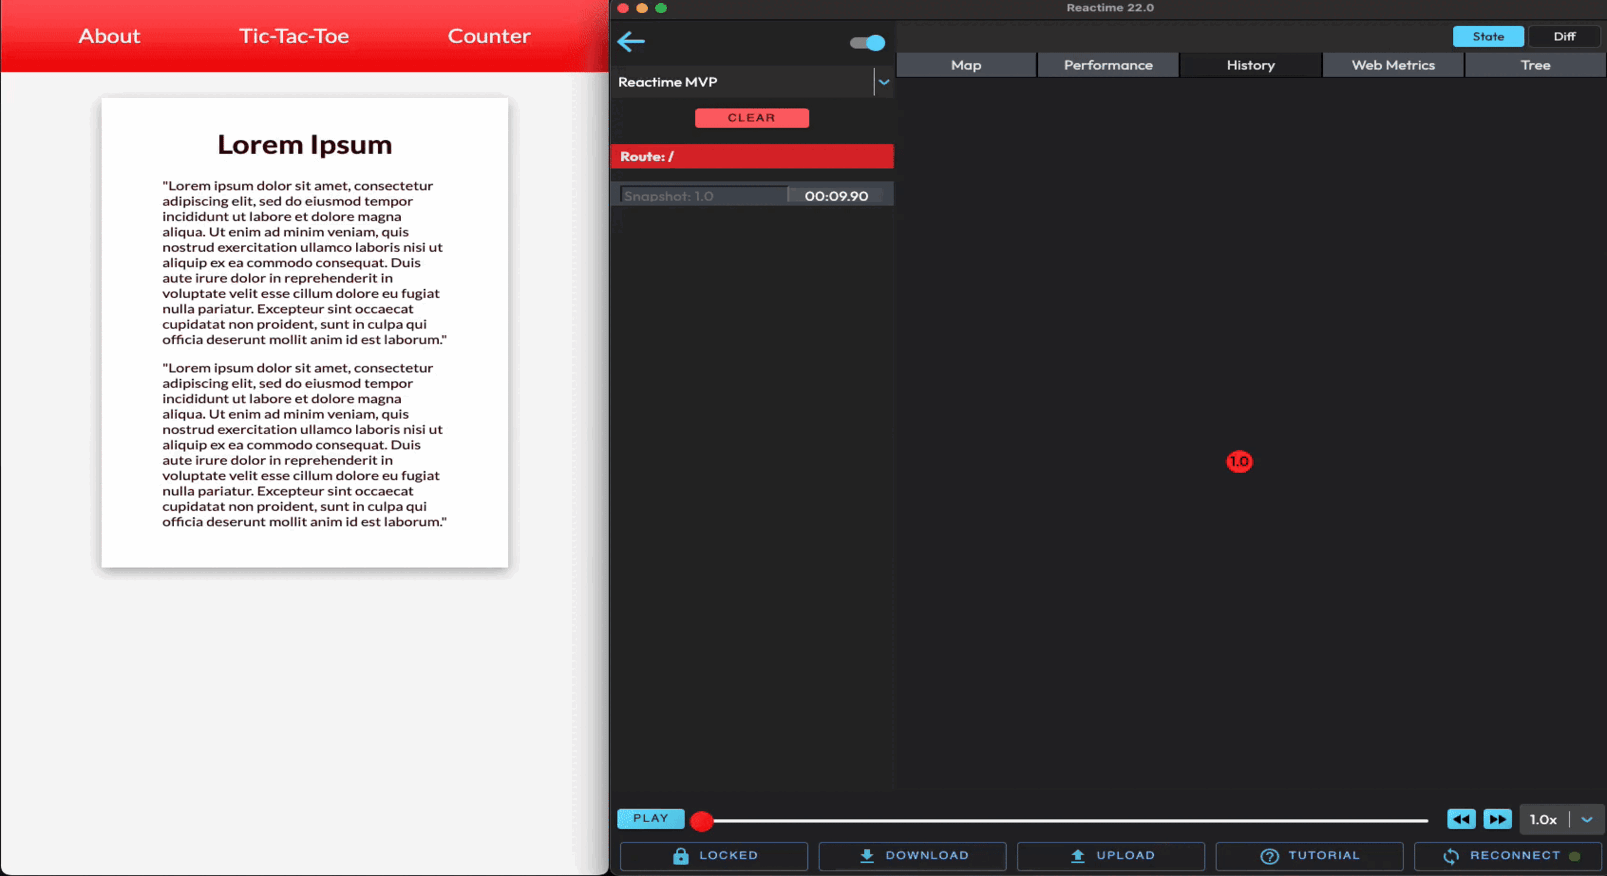 About Tic-Tac-Toe Counter
Lorem Ipsum
"Lorem ipsum dolor sit amet, consectetur
adipiscing elit, sed do eiusmod tempor
incididunt ut labore et dolore magna
aliqua. Ut enim ad minim veniam, quis
nostrud exercitation ullamco laboris nisi ut
aliquip ex ea commodo consequat. Duis
aute irure dolor in reprehenderit in
voluptate velit esse cillum dolore eu fugiat
nulla pariatur. Excepteur sint occaecat
cupidatat non proident, sunt in culpa qui
officia deserunt mollit anim id est laborum."
"Lorem ipsum dolor sit amet, consectetur
adipiscing elit, sed do eiusmod tempor
incididunt ut labore et dolore magna
aliqua. Ut enim ad minim veniam, quis
nostrud exercitation ullamco laboris nisi ut
aliquip ex ea commodo consequat. Duis
aute irure dolor in reprehenderit in
voluptate velit esse cillum dolore eu fugiat
nulla pariatur. Excepteur sint occaecat
cupidatat non proident, sunt in culpa qui
officia deserunt mollit anim id est laborum."
Reactime 22.0
State Diff
Map Performance History Web Metrics Tree
Reactime MVP
CLEAR
Route: /
Snapshot: 1.0 00:09.90
1.0
PLAY 1.0x
LOCKED DOWNLOAD UPLOAD TUTORIAL RECONNECT